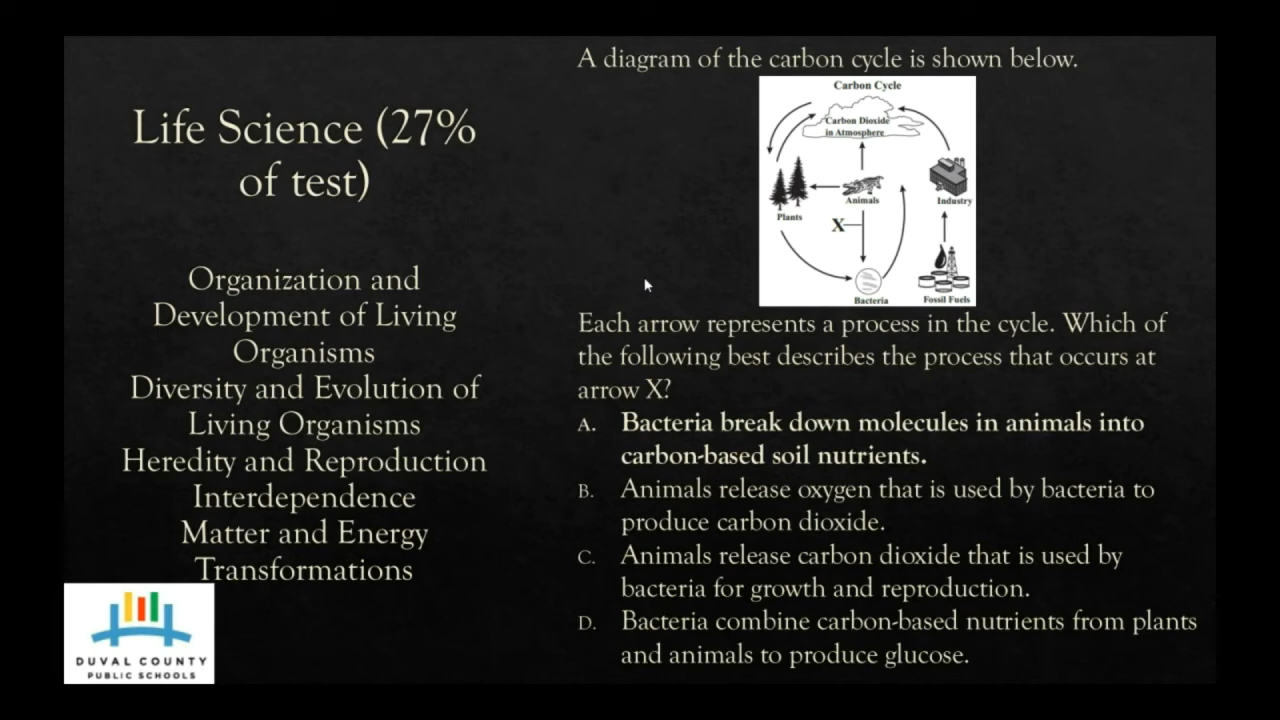 Life Science (27%
of test)
Organization and
Development of Living
Organisms
Diversity and Evolution of
Living Organisms
Heredity and Reproduction
Interdependence
Matter and Energy
Transformations
DUVAL COUNTY
PUBLIC SCHOOLS
A diagram of the carbon cycle is shown below.
Carbon Cycle
Carbon Dioxide
in Atmosphere
Plants
Animals
Industry
X
Bacteria
Fossil Fuels
Each arrow represents a process in the cycle. Which of
the following best describes the process that occurs at
arrow X?
A. Bacteria break down molecules in animals into
carbon-based soil nutrients.
B. Animals release oxygen that is used by bacteria to
produce carbon dioxide.
C. Animals release carbon dioxide that is used by
bacteria for growth and reproduction.
D. Bacteria combine carbon-based nutrients from plants
and animals to produce glucose.